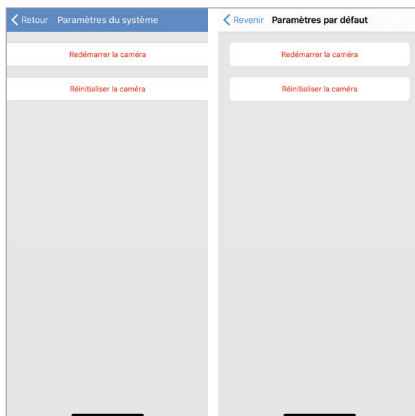 Retour Paramètres du système
Redémarrer la caméra
Réinitialiser la caméra
Revenir Paramètres par défaut
Redémarrer la caméra
Réinitialiser la caméra